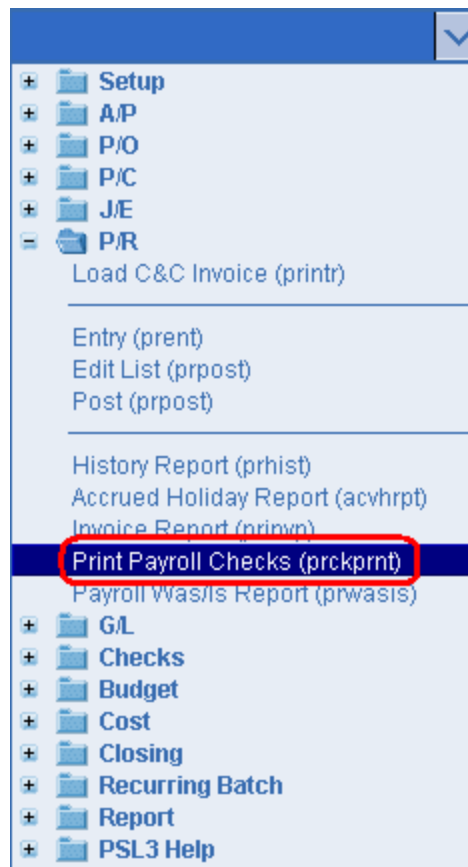 Setup
A/P
P/O
P/C
J/E
P/R
Load C&C Invoice (printr)
Entry (prent)
Edit List (prpost)
Post (prpost)
History Report (prhist)
Accrued Holiday Report (acvhrpt)
Invoice Report (prinvp)
Print Payroll Checks (prckprnt)
Payroll Was/Is Report (prwasis)
G/L
Checks
Budget
Cost
Closing
Recurring Batch
Report
PSL3 Help